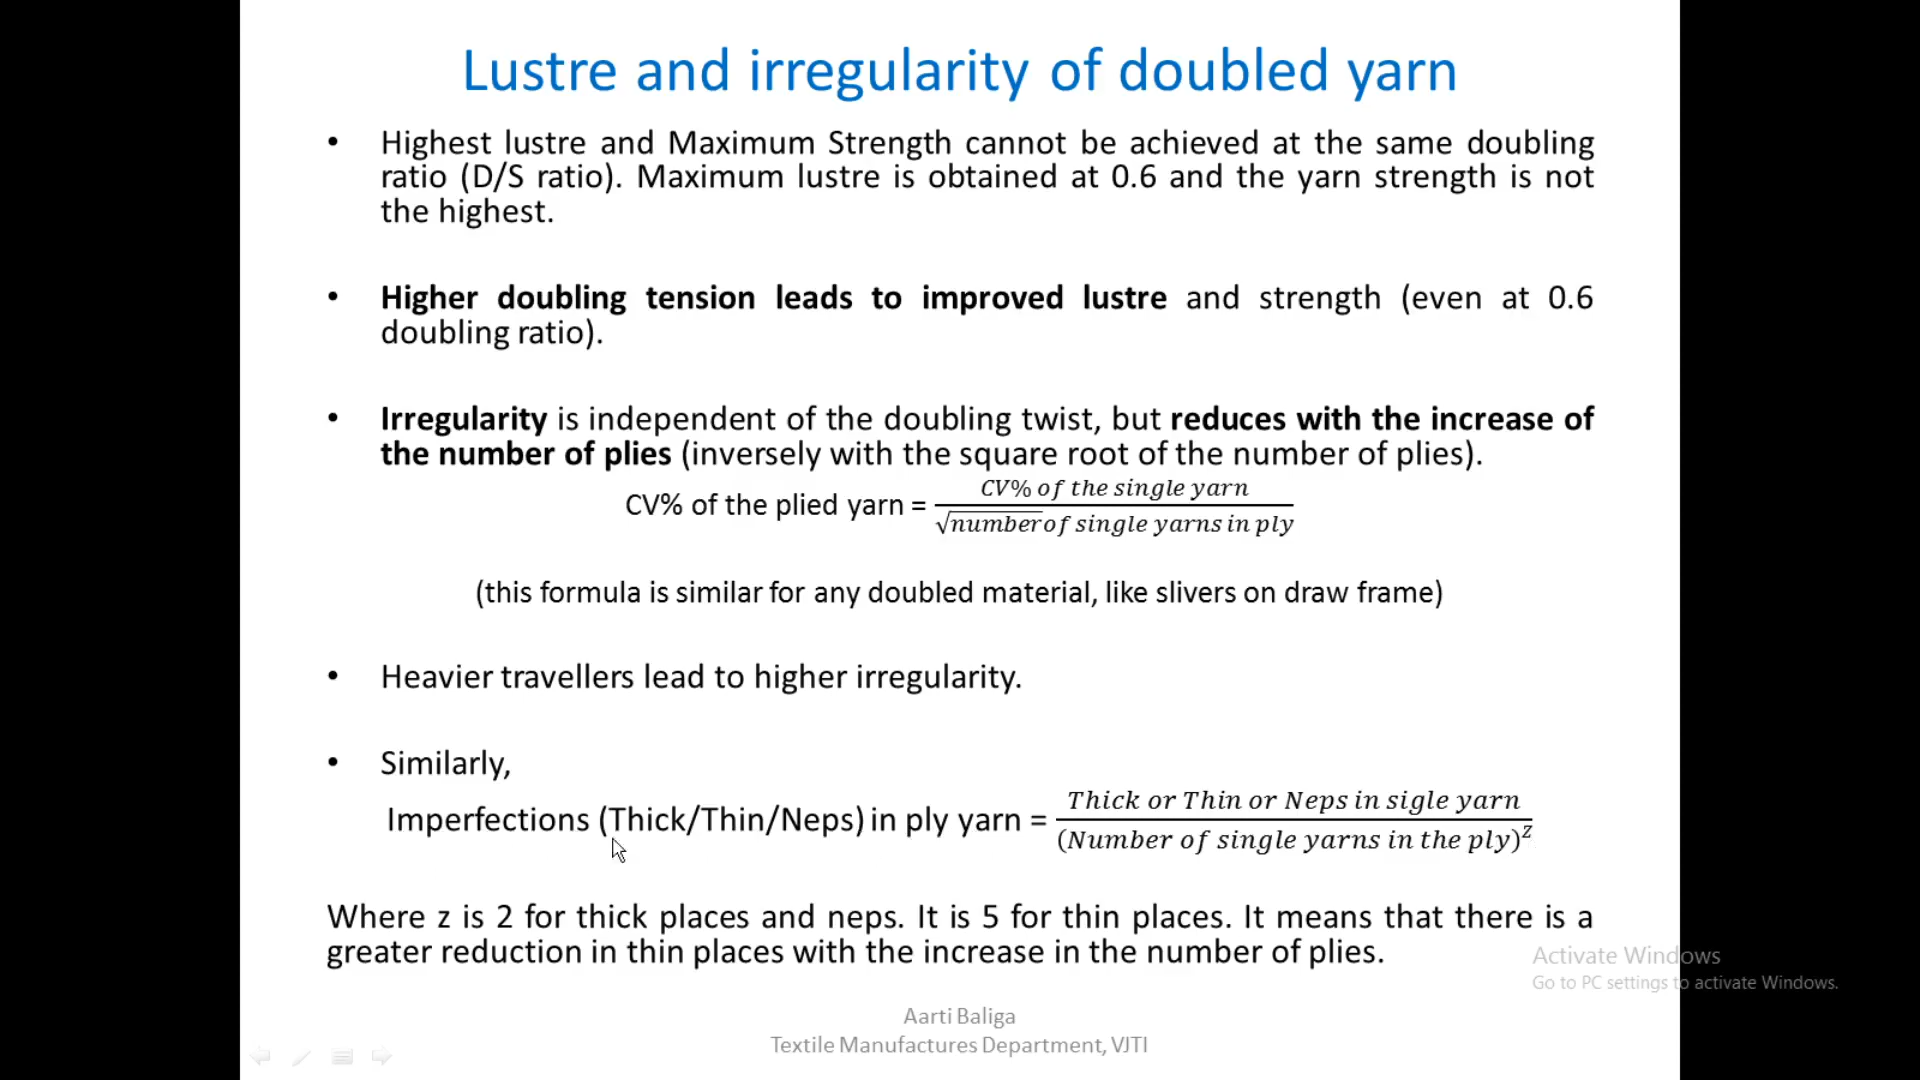 Lustre and irregularity of doubled yarn
• Highest lustre and Maximum Strength cannot be achieved at the same doubling
ratio (D/S ratio). Maximum lustre is obtained at 0.6 and the yarn strength is not
the highest.
• Higher doubling tension leads to improved lustre and strength (even at 0.6
doubling ratio).
• Irregularity is independent of the doubling twist, but reduces with the increase of
the number of plies (inversely with the square root of the number of plies).
CV% of the plied yarn = CV% of the single yarn / √number of single yarns in ply
(this formula is similar for any doubled material, like slivers on draw frame)
• Heavier travellers lead to higher irregularity.
• Similarly,
Imperfections (Thick/Thin/Neps) in ply yarn = Thick or Thin or Neps in sigle yarn / (Number of single yarns in the ply)^Z
Where z is 2 for thick places and neps. It is 5 for thin places. It means that there is a
greater reduction in thin places with the increase in the number of plies.
Activate Windows
Go to PC settings to activate Windows.
Aarti Baliga
Textile Manufactures Department, VJTI